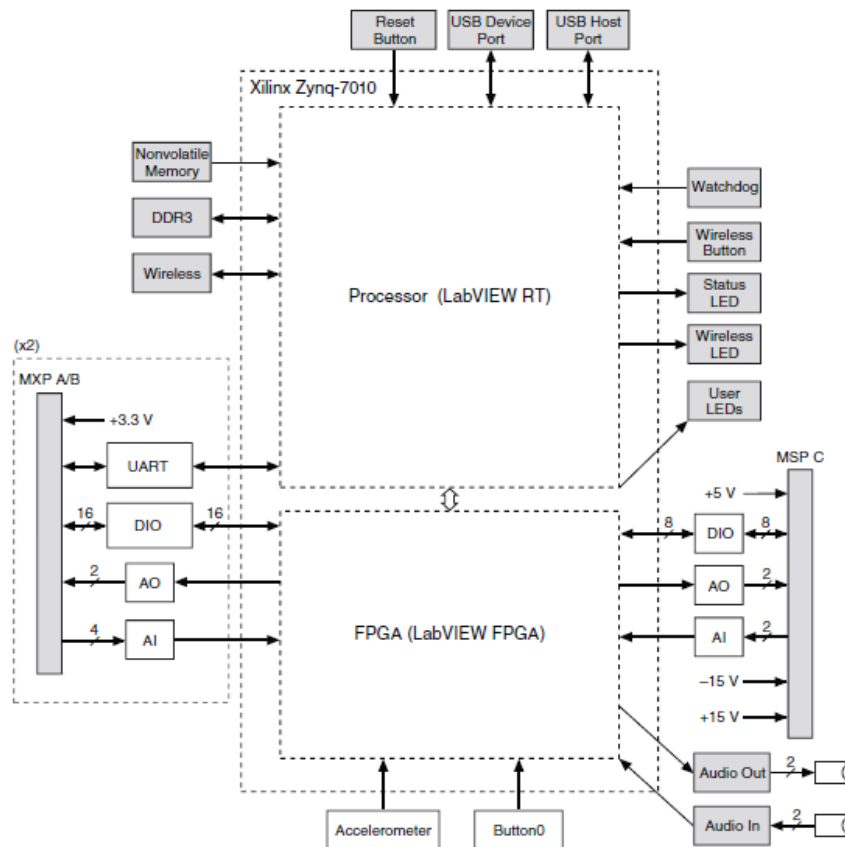 Reset
Button
USB Device
Port
USB Host
Port
Xilinx Zynq-7010
Nonvolatile
Memory
DDR3
Wireless
Processor (LabVIEW RT)
Watchdog
Wireless
Button
Status
LED
Wireless
LED
User
LEDs
(x2)
MXP A/B
+3.3 V
UART
16
DIO
16
2
AO
4
AI
FPGA (LabVIEW FPGA)
MSP C
+5 V
8
DIO
8
AO
2
AI
2
–15 V
+15 V
Audio Out
2
Audio In
2
Accelerometer
Button0